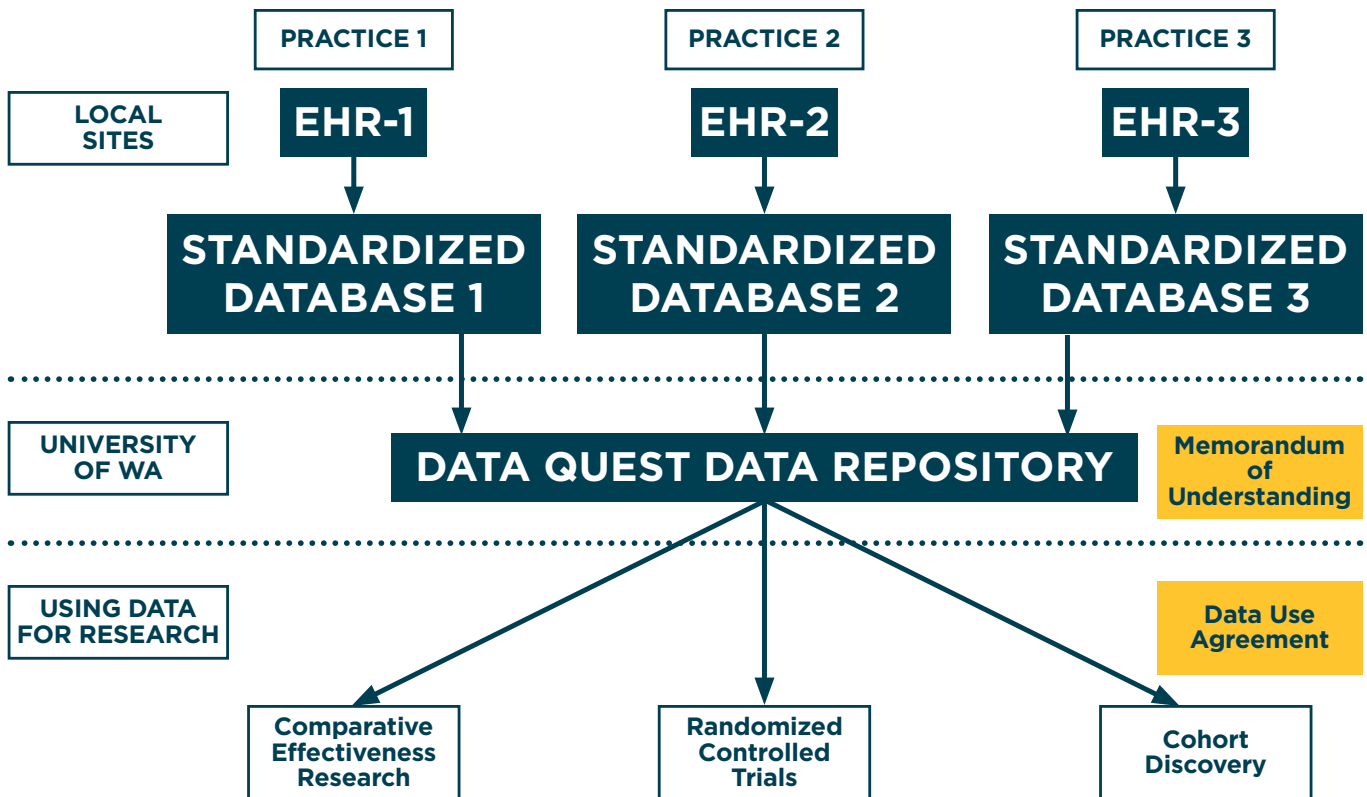 PRACTICE 1
PRACTICE 2
PRACTICE 3
LOCAL
SITES
EHR-1
EHR-2
EHR-3
STANDARDIZED
DATABASE 1
STANDARDIZED
DATABASE 2
STANDARDIZED
DATABASE 3
UNIVERSITY
OF WA
DATA QUEST DATA REPOSITORY
Memorandum
of
Understanding
USING DATA
FOR RESEARCH
Data Use
Agreement
Comparative
Effectiveness
Research
Randomized
Controlled
Trials
Cohort
Discovery